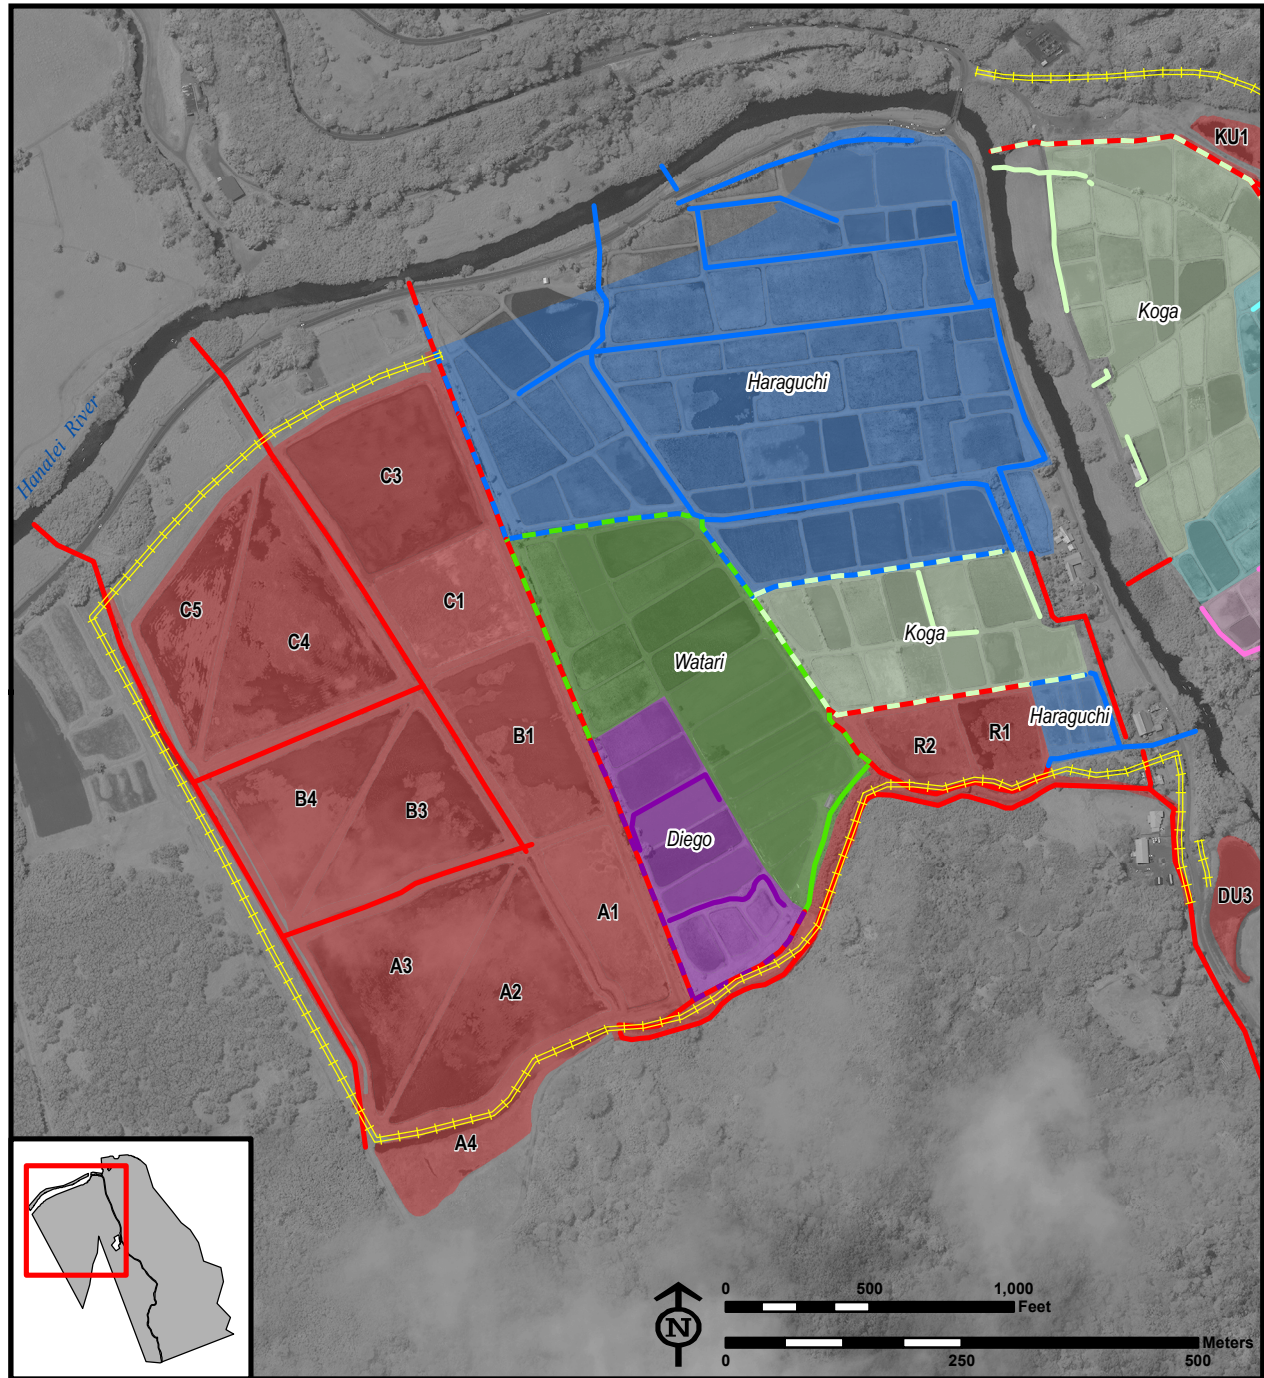 KU1
Koga
Haraguchi
Hanalei River
C3
C5
C1
C4
Koga
Watari
Haraguchi
B1
R2
R1
B4
B3
Diego
DU3
A1
A3
A2
A4
0 500 1,000
Feet
N
Meters
0 250 500